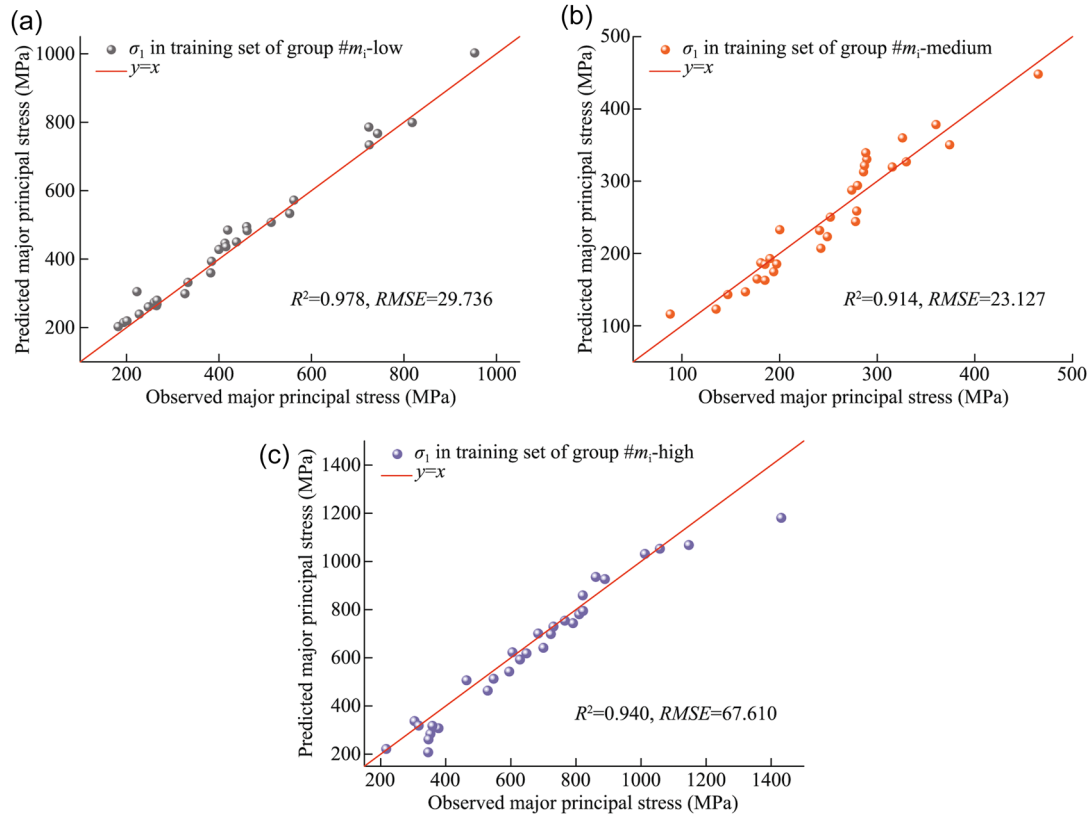 (a)
σ1 in training set of group #mi-low
y=x
1000
800
600
400
200
Predicted major principal stress (MPa)
R²=0.978, RMSE=29.736
200 400 600 800 1000
Observed major principal stress (MPa)
(b)
σ1 in training set of group #mi-medium
y=x
500
400
300
200
100
Predicted major principal stress (MPa)
R²=0.914, RMSE=23.127
100 200 300 400 500
Observed major principal stress (MPa)
(c)
σ1 in training set of group #mi-high
y=x
1400
1200
1000
800
600
400
200
Predicted major principal stress (MPa)
R²=0.940, RMSE=67.610
200 400 600 800 1000 1200 1400
Observed major principal stress (MPa)